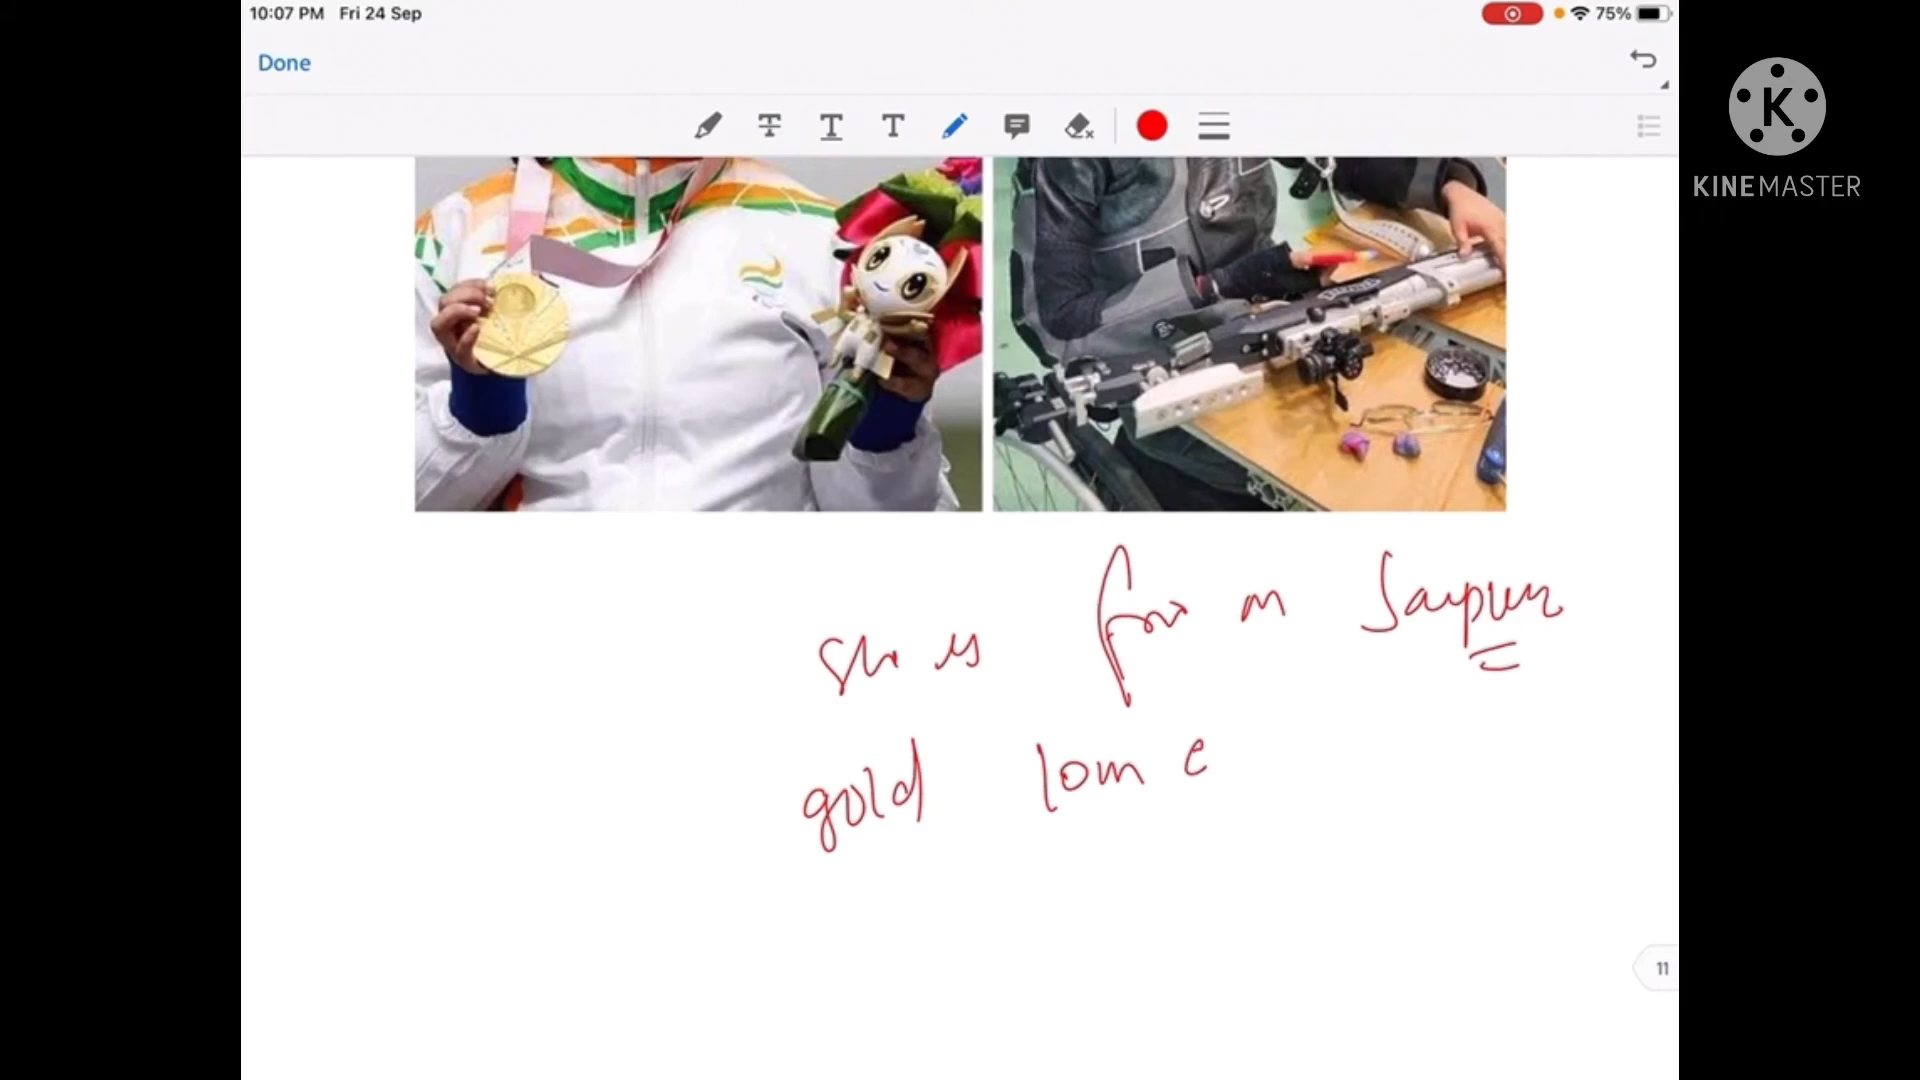 10:07 PM Fri 24 Sep 75%
Done
K
KINEMASTER
She is from Jaipur
gold 10m e
11